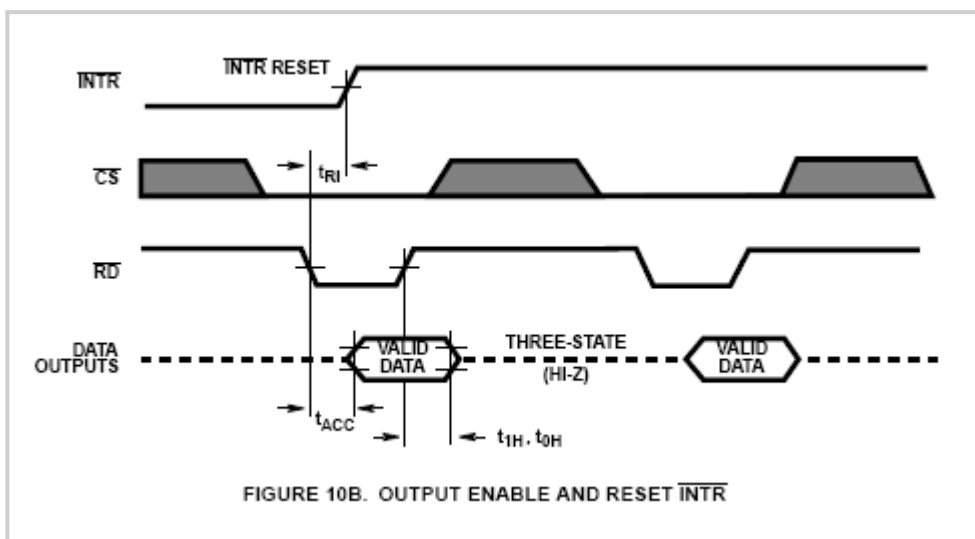 INTR
INTR RESET
tRI
CS
RD
DATA
OUTPUTS
VALID
DATA
THREE-STATE
(HI-Z)
VALID
DATA
tACC
t1H, t0H
FIGURE 10B. OUTPUT ENABLE AND RESET INTR